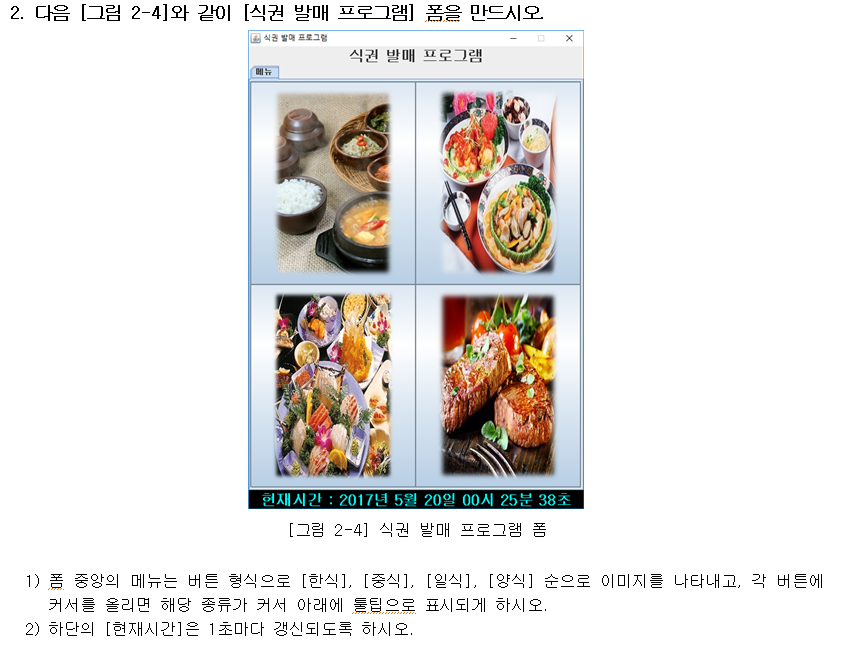 2. 다음 [그림 2-4]와 같이 [식권 발매 프로그램] 폼을 만드시오.
식권 발매 프로그램
식권 발매 프로그램
메뉴
현재시간 : 2017년 5월 20일 00시 25분 38초
[그림 2-4] 식권 발매 프로그램 폼
1) 폼 중앙의 메뉴는 버튼 형식으로 [한식], [중식], [일식], [양식] 순으로 이미지를 나타내고, 각 버튼에
커서를 올리면 해당 종류가 커서 아래에 툴팁으로 표시되게 하시오.
2) 하단의 [현재시간]은 1초마다 갱신되도록 하시오.